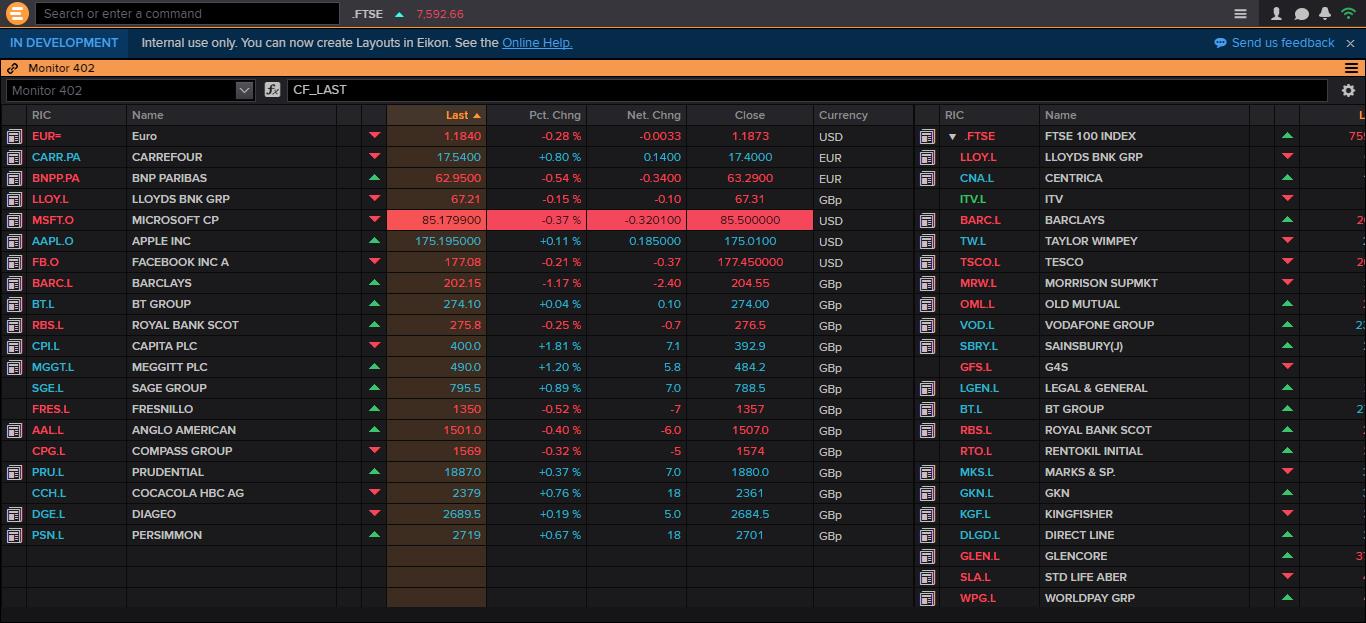 Search or enter a command .FTSE 7,592.66
IN DEVELOPMENT Internal use only. You can now create Layouts in Eikon. See the Online Help. Send us feedback
Monitor 402
Monitor 402 fx CF_LAST
RIC Name Last Pct. Chng Net. Chng Close Currency RIC Name L
EUR= Euro 1.1840 -0.28 % -0.0033 1.1873 USD .FTSE FTSE 100 INDEX 759
CARR.PA CARREFOUR 17.5400 +0.80 % 0.1400 17.4000 EUR LLOY.L LLOYDS BNK GRP
BNPP.PA BNP PARIBAS 62.9500 -0.54 % -0.3400 63.2900 EUR CNA.L CENTRICA
LLOY.L LLOYDS BNK GRP 67.21 -0.15 % -0.10 67.31 GBp ITV.L ITV
MSFT.O MICROSOFT CP 85.179900 -0.37 % -0.320100 85.500000 USD BARC.L BARCLAYS 20
AAPL.O APPLE INC 175.195000 +0.11 % 0.185000 175.0100 USD TW.L TAYLOR WIMPEY
FB.O FACEBOOK INC A 177.08 -0.21 % -0.37 177.450000 USD TSCO.L TESCO 20
BARC.L BARCLAYS 202.15 -1.17 % -2.40 204.55 GBp MRW.L MORRISON SUPMKT
BT.L BT GROUP 274.10 +0.04 % 0.10 274.00 GBp OML.L OLD MUTUAL
RBS.L ROYAL BANK SCOT 275.8 -0.25 % -0.7 276.5 GBp VOD.L VODAFONE GROUP 23
CPI.L CAPITA PLC 400.0 +1.81 % 7.1 392.9 GBp SBRY.L SAINSBURY(J)
MGGT.L MEGGITT PLC 490.0 +1.20 % 5.8 484.2 GBp GFS.L G4S
SGE.L SAGE GROUP 795.5 +0.89 % 7.0 788.5 GBp LGEN.L LEGAL & GENERAL
FRES.L FRESNILLO 1350 -0.52 % -7 1357 GBp BT.L BT GROUP 27
AAL.L ANGLO AMERICAN 1501.0 -0.40 % -6.0 1507.0 GBp RBS.L ROYAL BANK SCOT
CPG.L COMPASS GROUP 1569 -0.32 % -5 1574 GBp RTO.L RENTOKIL INITIAL
PRU.L PRUDENTIAL 1887.0 +0.37 % 7.0 1880.0 GBp MKS.L MARKS & SP.
CCH.L COCACOLA HBC AG 2379 +0.76 % 18 2361 GBp GKN.L GKN
DGE.L DIAGEO 2689.5 +0.19 % 5.0 2684.5 GBp KGF.L KINGFISHER
PSN.L PERSIMMON 2719 +0.67 % 18 2701 GBp DLGD.L DIRECT LINE
GLEN.L GLENCORE 37
SLA.L STD LIFE ABER
WPG.L WORLDPAY GRP